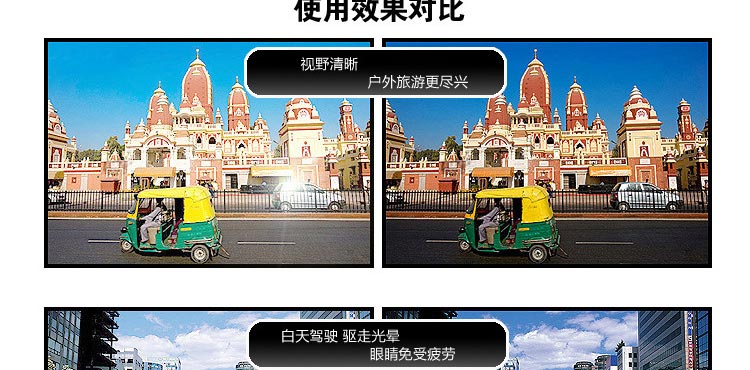 使用效果对比
视野清晰
户外旅游更尽兴
白天驾驶 驱走光晕
眼睛免受疲劳